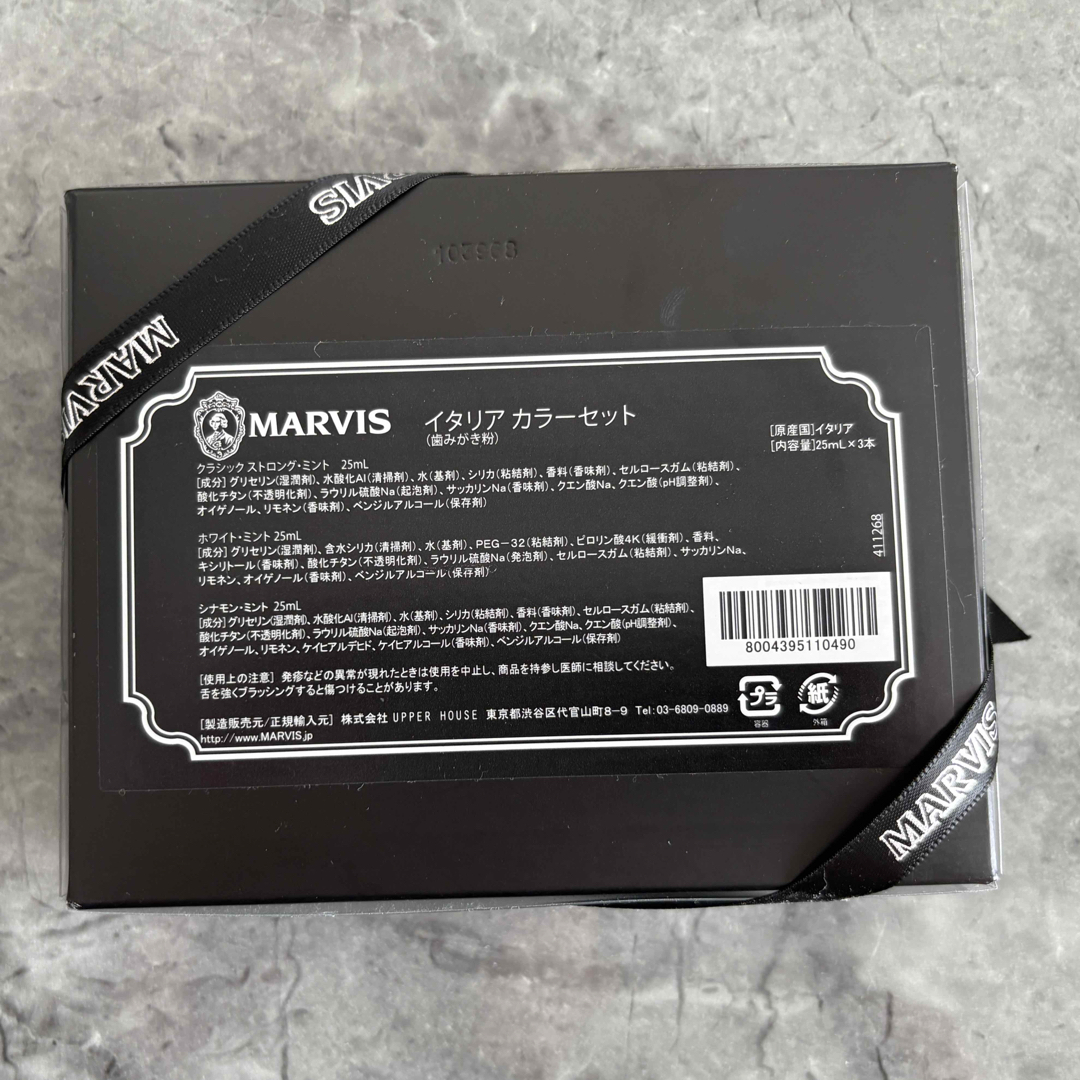 MARVIS
MARVIS
102508
MARVIS
イタリア カラーセット
(歯みがき粉)
[原産国]イタリア
[内容量]25mL×3本
クラシック ストロング・ミント 25mL
[成分] グリセリン(湿潤剤)、水酸化Al(清掃剤)、水(基剤)、シリカ(粘結剤)、香料(香味剤)、セルロースガム(粘結剤)、
酸化チタン(不透明化剤)、ラウリル硫酸Na(起泡剤)、サッカリンNa(香味剤)、クエン酸Na、クエン酸(pH調整剤)、
オイゲノール、リモネン(香味剤)、ベンジルアルコール(保存剤)
ホワイト・ミント 25mL
[成分] グリセリン(湿潤剤)、含水シリカ(清掃剤)、水(基剤)、PEG-32(粘結剤)、ピロリン酸4K(緩衝剤)、香料、
キシリトール(香味剤)、酸化チタン(不透明化剤)、ラウリル硫酸Na(発泡剤)、セルロースガム(粘結剤)、サッカリンNa、
リモネン、オイゲノール(香味剤)、ベンジルアルコール(保存剤)
シナモン・ミント 25mL
[成分] グリセリン(湿潤剤)、水酸化Al(清掃剤)、水(基剤)、シリカ(粘結剤)、香料(香味剤)、セルロースガム(粘結剤)、
酸化チタン(不透明化剤)、ラウリル硫酸Na(起泡剤)、サッカリンNa(香味剤)、クエン酸Na、クエン酸(pH調整剤)、
オイゲノール、リモネン、ケイヒアルデヒド、ケイヒアルコール(香味剤)、ベンジルアルコール(保存剤)
411268
8004395110490
[使用上の注意] 発疹などの異常が現れたときは使用を中止し、商品を持参し医師に相談してください。
舌を強くブラッシングすると傷つけることがあります。
[製造販売元/正規輸入元] 株式会社 UPPER HOUSE 東京都渋谷区代官山町8-9 Tel:03-6809-0889
http://www.MARVIS.jp
プラ
容器
紙
外箱
MARVIS